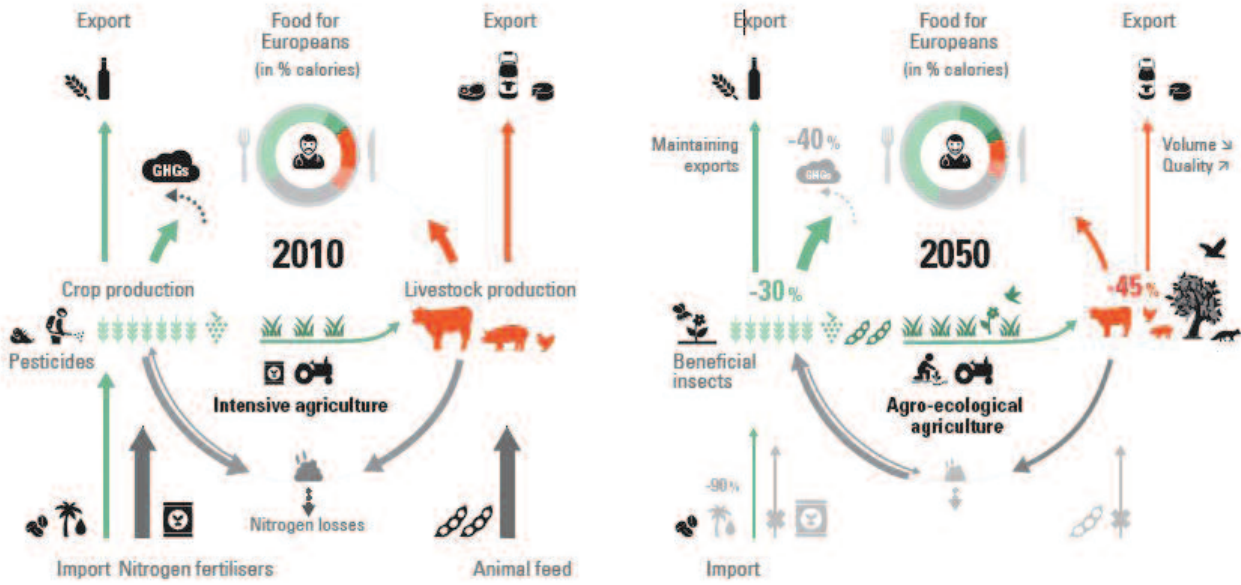 Export
Food for
Europeans
(in % calories)
Export
GHGs
2010
Crop production
Livestock production
Pesticides
Intensive agriculture
Nitrogen losses
Import
Nitrogen fertilisers
Animal feed
Export
Food for
Europeans
(in % calories)
Export
Maintaining
exports
-40 %
GHGs
Volume ↘
Quality ↗
2050
-30 %
-45 %
Beneficial
insects
Agro-ecological
agriculture
-90 %
Import